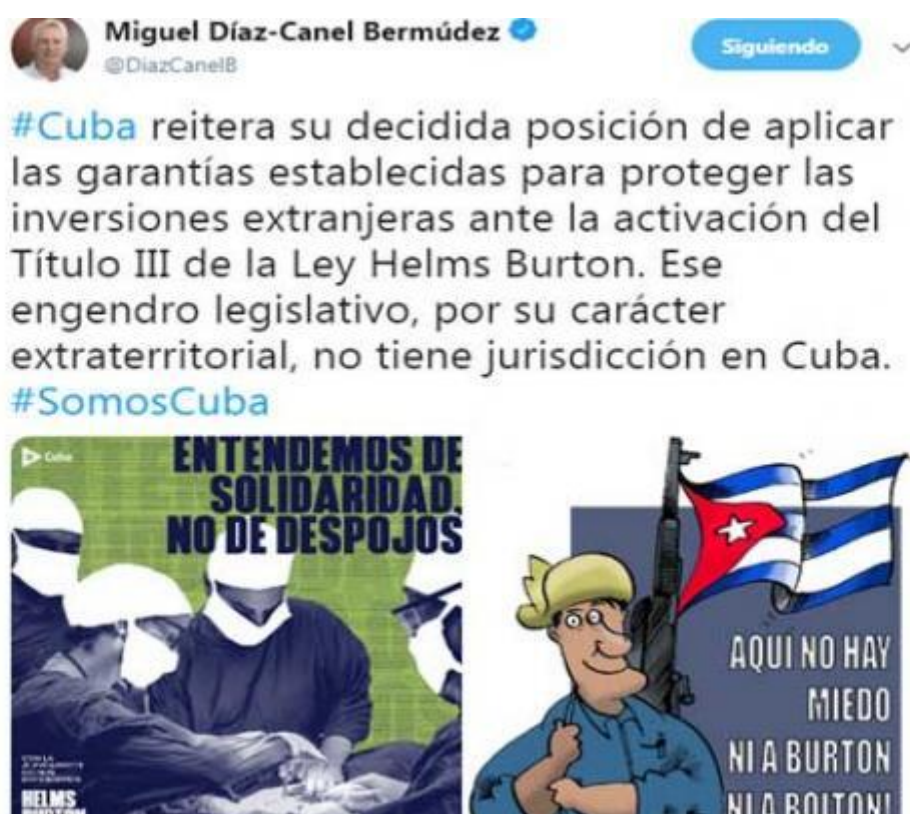 Miguel Díaz-Canel Bermúdez
@DiazCanelB
Siguiendo
#Cuba reitera su decidida posición de aplicar
las garantías establecidas para proteger las
inversiones extranjeras ante la activación del
Título III de la Ley Helms Burton. Ese
engendro legislativo, por su carácter
extraterritorial, no tiene jurisdicción en Cuba.
#SomosCuba
Cuba
ENTENDEMOS DE
SOLIDARIDAD,
NO DE DESPOJOS
HELMS
BURTON
AQUI NO HAY
MIEDO
NI A BURTON
NI A BOLTON!